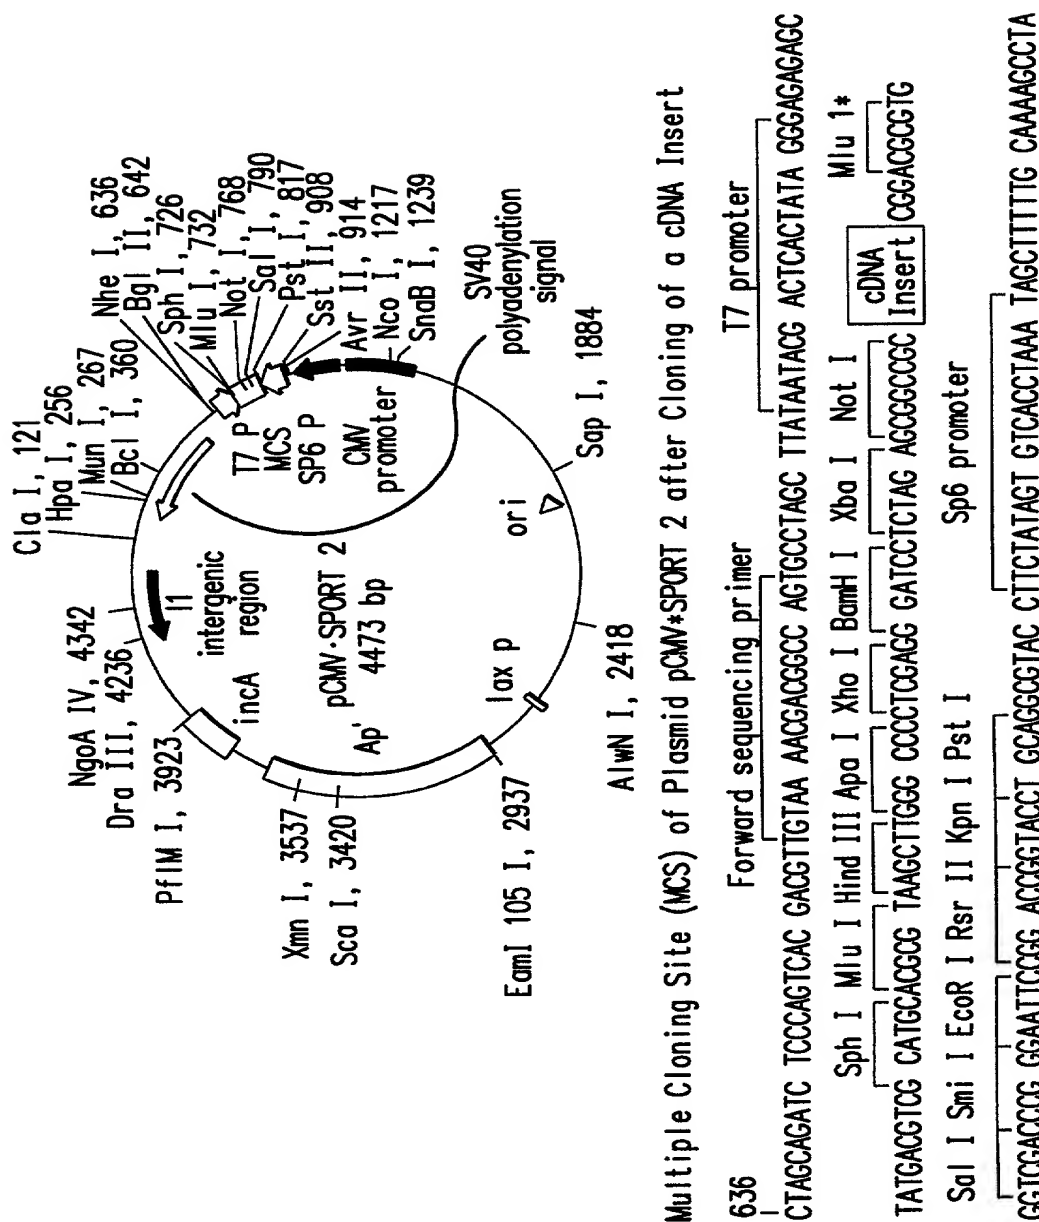 Cla I, 121
Hpa I, 256
Mun I, 267
Bcl I, 360
Nhe I, 636
Bgl II, 642
Sph I, 726
Mlu I, 732
Not I, 768
Sal I, 790
Pst I, 817
Sst II, 908
Avr II, 914
Nco I, 1217
SnaB I, 1239
SV40
polyadenylation
signal
Sap I, 1884
AlwN I, 2418
EamI 105 I, 2937
Sca I, 3420
Xmn I, 3537
PflM I, 3923
Dra III, 4236
NgoA IV, 4342
I1
intergenic
region
incA
pCMV·SPORT 2
4473 bp
T7 P
MCS
SP6 P
CMV
promoter
ori
lax p
Ap'
Multiple Cloning Site (MCS) of Plasmid pCMV*SPORT 2 after Cloning of a cDNA Insert
636 Forward sequencing primer T7 promoter
CTAGCAGATC TCCCAGTCAC GACGTTGTAA AACGACGGCC AGTGCCTAGC TTATAATACG ACTCACTATA GGGAGAGAGC
Sph I Mlu I Hind III Apa I Xho I BamH I Xba I Not I Mlu 1*
TATGACGTCG CATGCACGCG TAAGCTTGGG CCCCTCGAGG GATCCTCTAG AGCGGCCGC cDNA Insert CGGACGCGTG
Sal I Smi I EcoR I Rsr II Kpn I Pst I Sp6 promoter
GGTCGACCCG GGAATTCCGG ACCGGTACCT GCAGGCGTAC CTTCTATAGT GTCACCTAAA TAGCTTTTTG CAAAAGCCTA